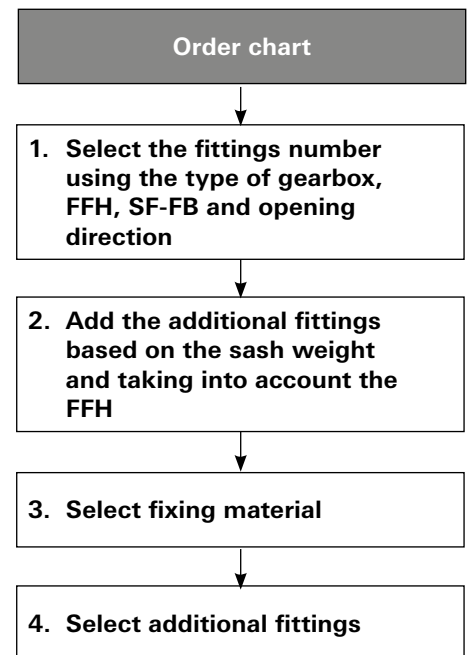 Order chart
1. Select the fittings number
using the type of gearbox,
FFH, SF-FB and opening
direction
2. Add the additional fittings
based on the sash weight
and taking into account the
FFH
3. Select fixing material
4. Select additional fittings